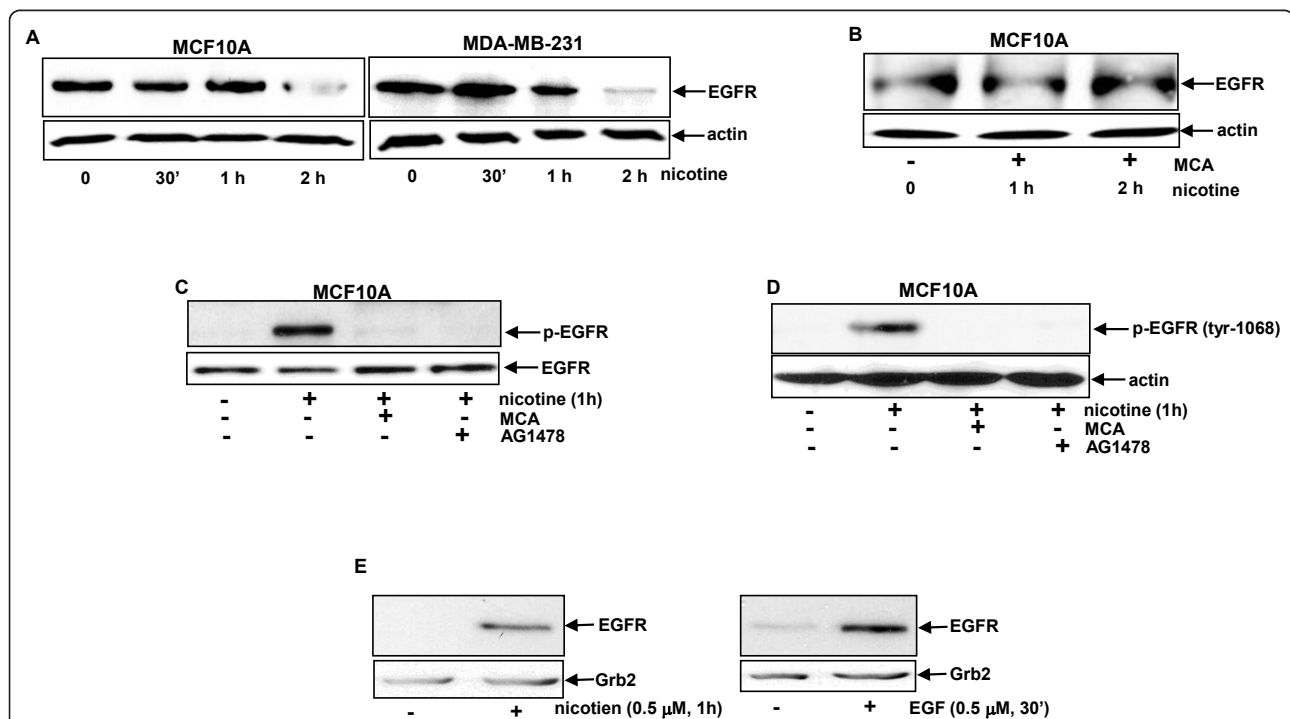 A
MCF10A
MDA-MB-231
EGFR
actin
0 30’ 1 h 2 h 0 30’ 1 h 2 h nicotine
B
MCF10A
EGFR
actin
- + + MCA
0 1 h 2 h nicotine
C
MCF10A
p-EGFR
EGFR
- + + + nicotine (1h)
- - + - MCA
- - - + AG1478
D
MCF10A
p-EGFR (tyr-1068)
actin
- + + + nicotine (1h)
- - + - MCA
- - - + AG1478
E
EGFR
Grb2
- + nicotien (0.5 μM, 1h)
EGFR
Grb2
- + EGF (0.5 μM, 30’)